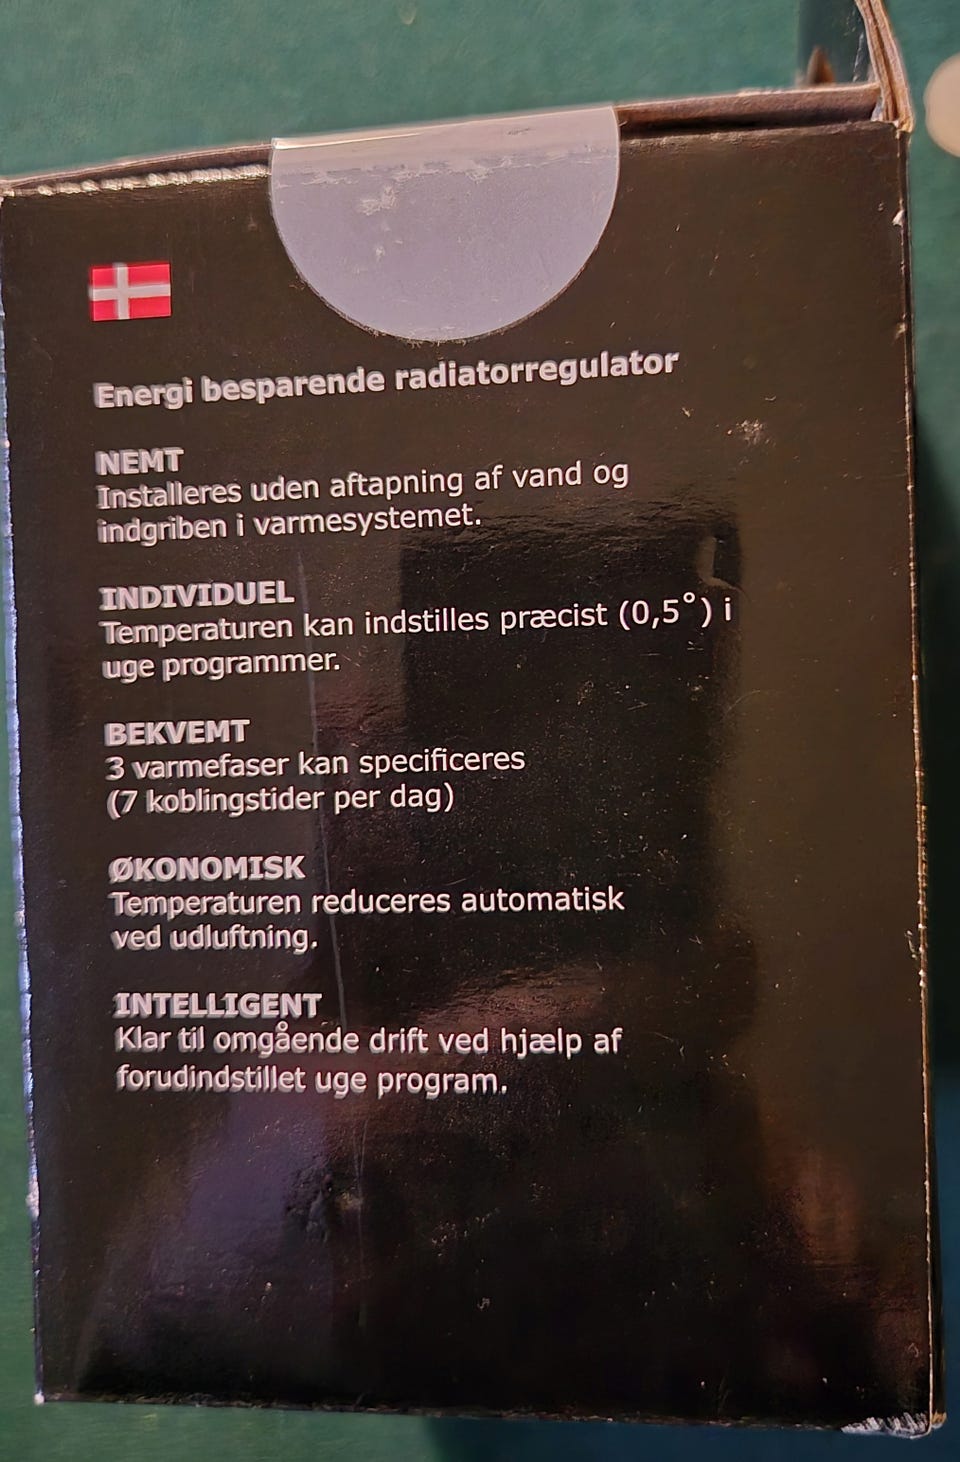 Energi besparende radiatorregulator
NEMT
Installeres uden aftapning af vand og
indgriben i varmesystemet.
INDIVIDUEL
Temperaturen kan indstilles præcist (0,5°) i
uge programmer.
BEKVEMT
3 varmefaser kan specificeres
(7 koblingstider per dag)
ØKONOMISK
Temperaturen reduceres automatisk
ved udluftning.
INTELLIGENT
Klar til omgående drift ved hjælp af
forudindstillet uge program.